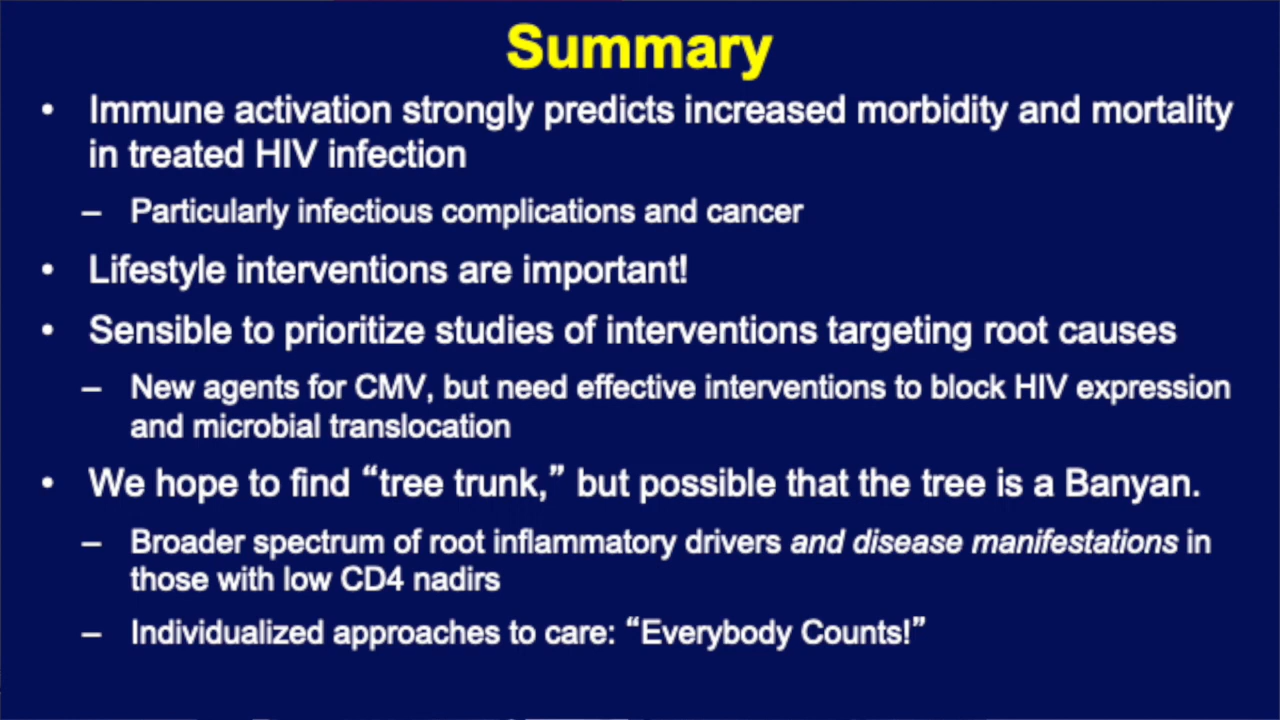 Summary
• Immune activation strongly predicts increased morbidity and mortality
in treated HIV infection
– Particularly infectious complications and cancer
• Lifestyle interventions are important!
• Sensible to prioritize studies of interventions targeting root causes
– New agents for CMV, but need effective interventions to block HIV expression
and microbial translocation
• We hope to find “tree trunk,” but possible that the tree is a Banyan.
– Broader spectrum of root inflammatory drivers and disease manifestations in
those with low CD4 nadirs
– Individualized approaches to care: “Everybody Counts!”